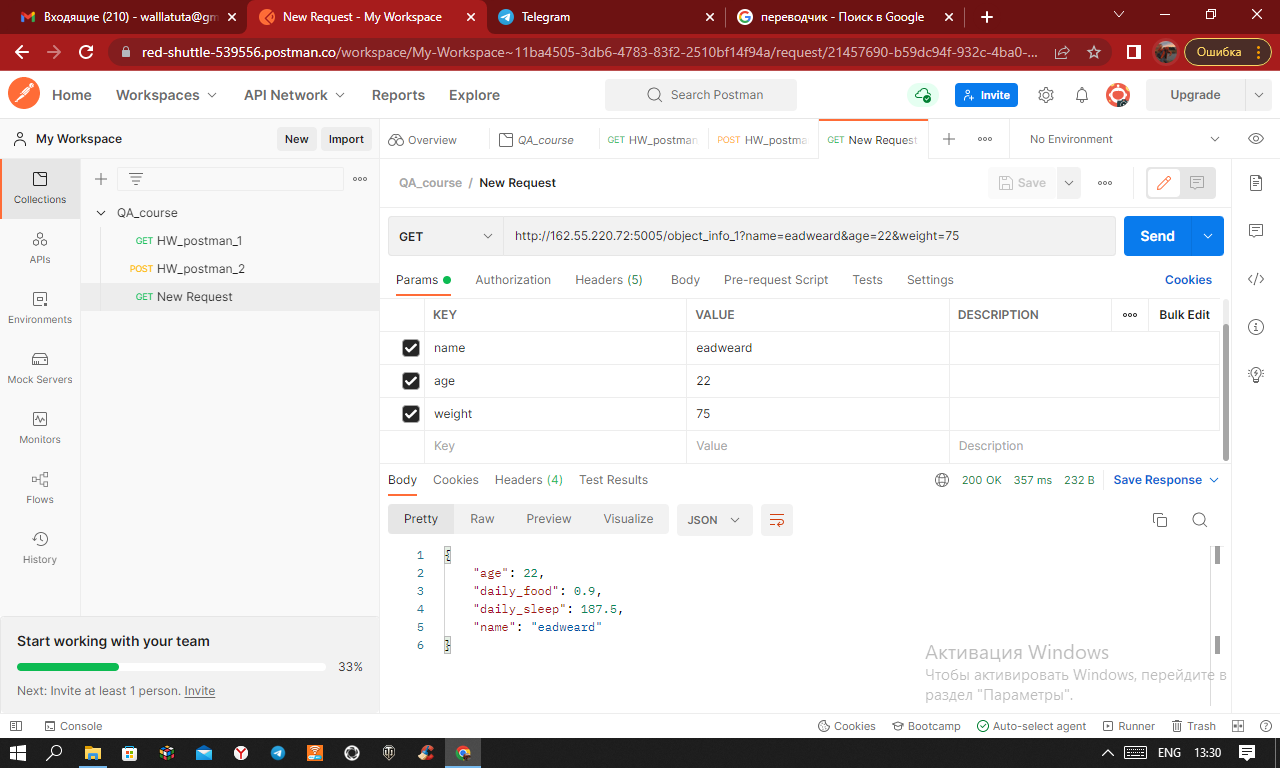 Входящие (210) - walllatuta@gm
New Request - My Workspace
Telegram
переводчик - Поиск в Google
red-shuttle-539556.postman.co/workspace/My-Workspace~11ba4505-3db6-4783-83f2-2510bf14f94a/request/21457690-b59dc94f-932c-4ba0-...
Ошибка
Home
Workspaces
API Network
Reports
Explore
Search Postman
Invite
Upgrade
My Workspace
New
Import
Overview
QA_course
GET HW_postman
POST HW_postma
GET New Request
No Environment
Collections
APIs
Environments
Mock Servers
Monitors
Flows
History
QA_course
GET HW_postman_1
POST HW_postman_2
GET New Request
QA_course / New Request
Save
GET
http://162.55.220.72:5005/object_info_1?name=eadweard&age=22&weight=75
Send
Params
Authorization
Headers (5)
Body
Pre-request Script
Tests
Settings
Cookies
KEY VALUE DESCRIPTION Bulk Edit
name eadweard
age 22
weight 75
Key Value Description
Body Cookies Headers (4) Test Results
200 OK 357 ms 232 B Save Response
Pretty Raw Preview Visualize JSON
1 {
2 "age": 22,
3 "daily_food": 0.9,
4 "daily_sleep": 187.5,
5 "name": "eadweard"
6 }
Start working with your team
33%
Next: Invite at least 1 person. Invite
Активация Windows
Чтобы активировать Windows, перейдите в
раздел "Параметры".
Console
Cookies
Bootcamp
Auto-select agent
Runner
Trash
ENG
13:30